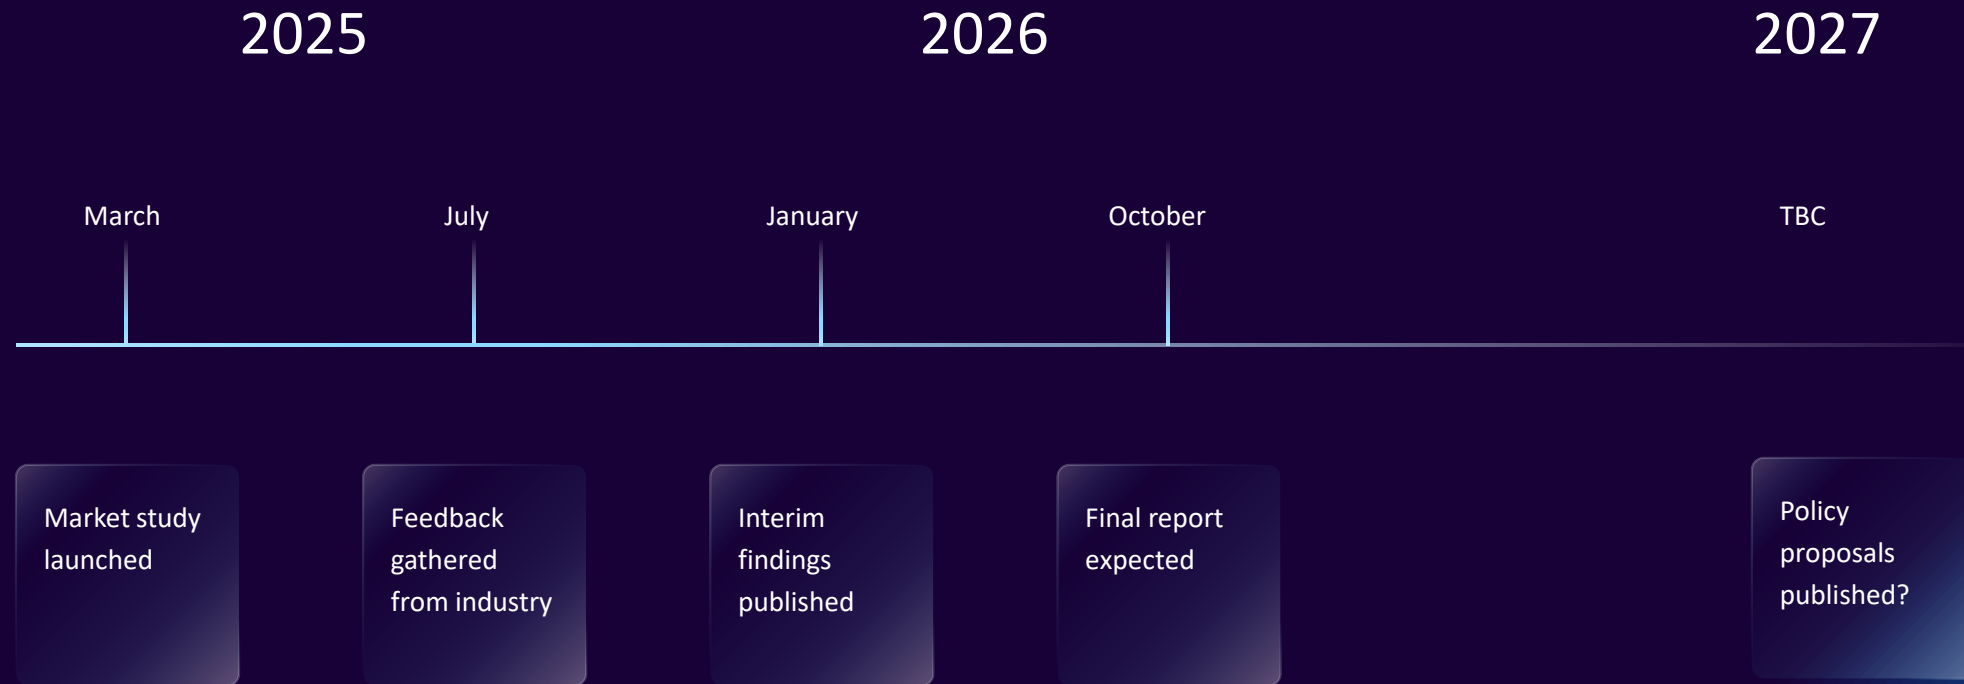 2025
2026
2027
March
July
January
October
TBC
Market study
launched
Feedback
gathered
from industry
Interim
findings
published
Final report
expected
Policy
proposals
published?